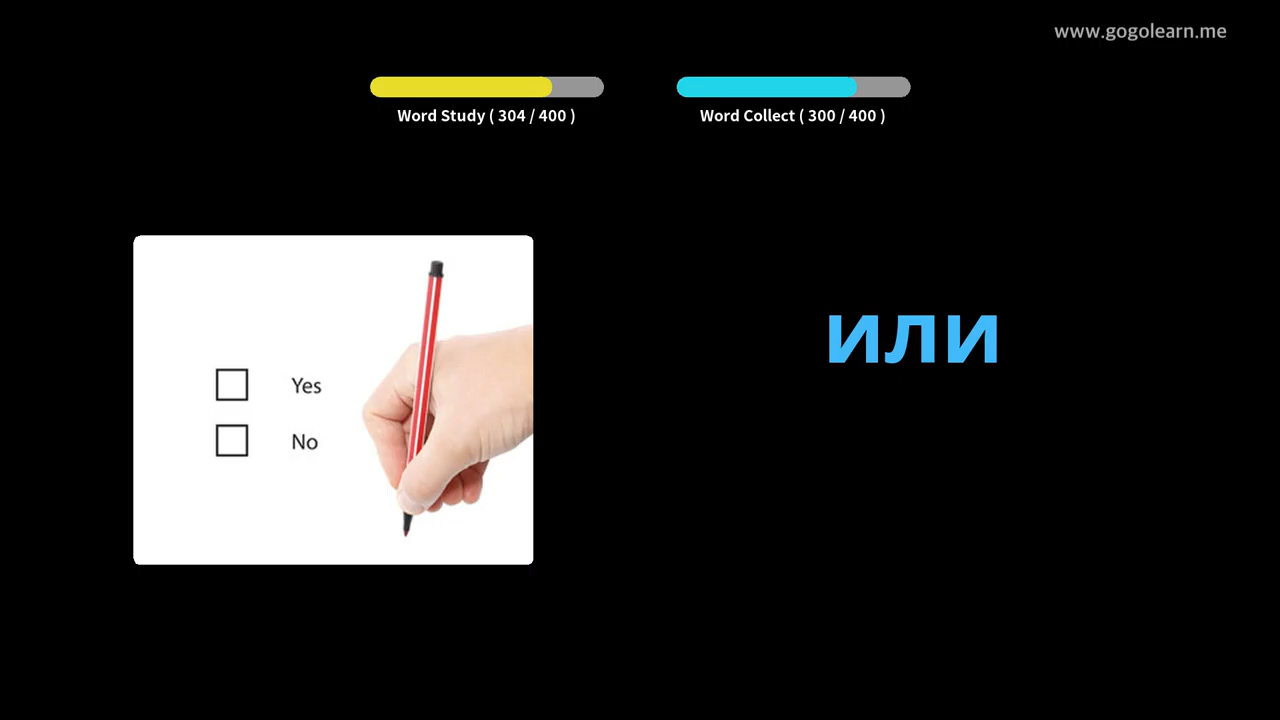 www.gogolearn.me
Word Study ( 304 / 400 )
Word Collect ( 300 / 400 )
Yes
No
или